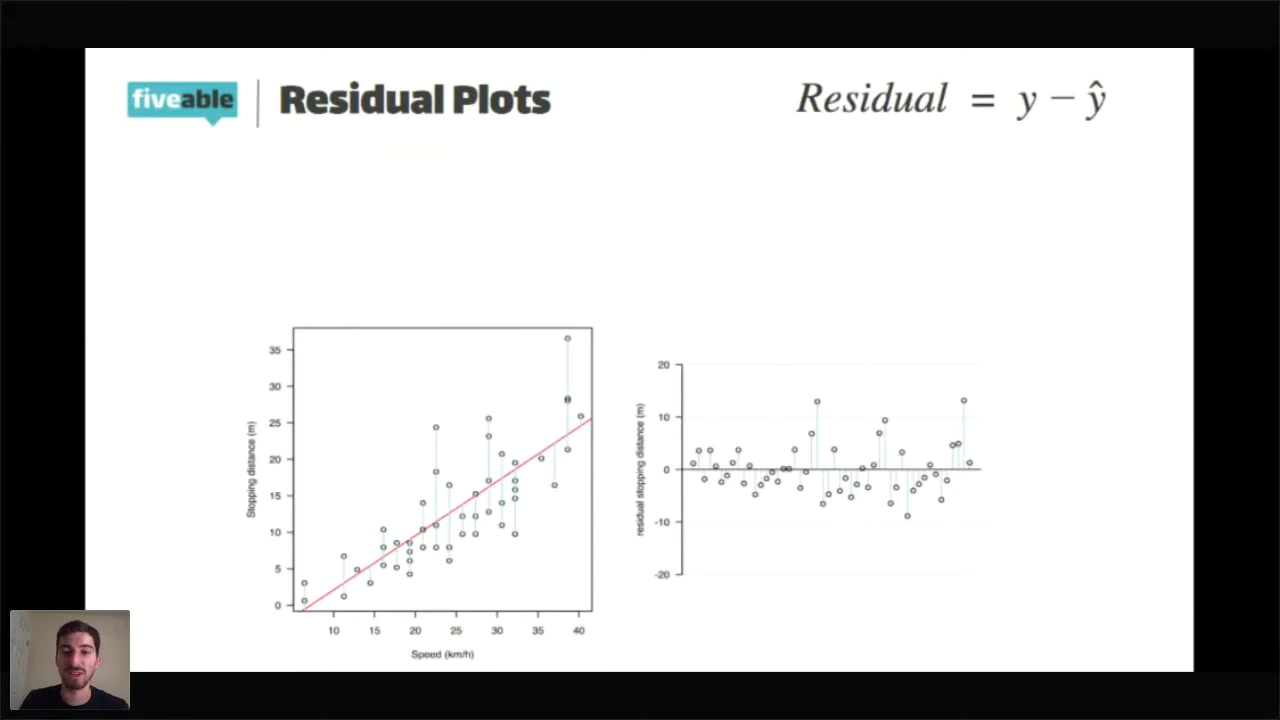 fiveable
Residual Plots
Residual = y − ŷ
35
30
25
20
15
10
5
0
Stopping distance (m)
10 15 20 25 30 35 40
Speed (km/h)
20
10
0
-10
-20
residual stopping distance (m)